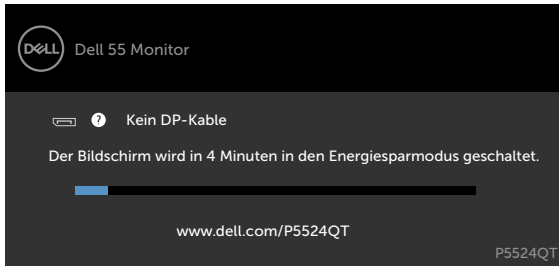 DELL Dell 55 Monitor
? Kein DP-Kable
Der Bildschirm wird in 4 Minuten in den Energiesparmodus geschaltet.
www.dell.com/P5524QT
P5524QT